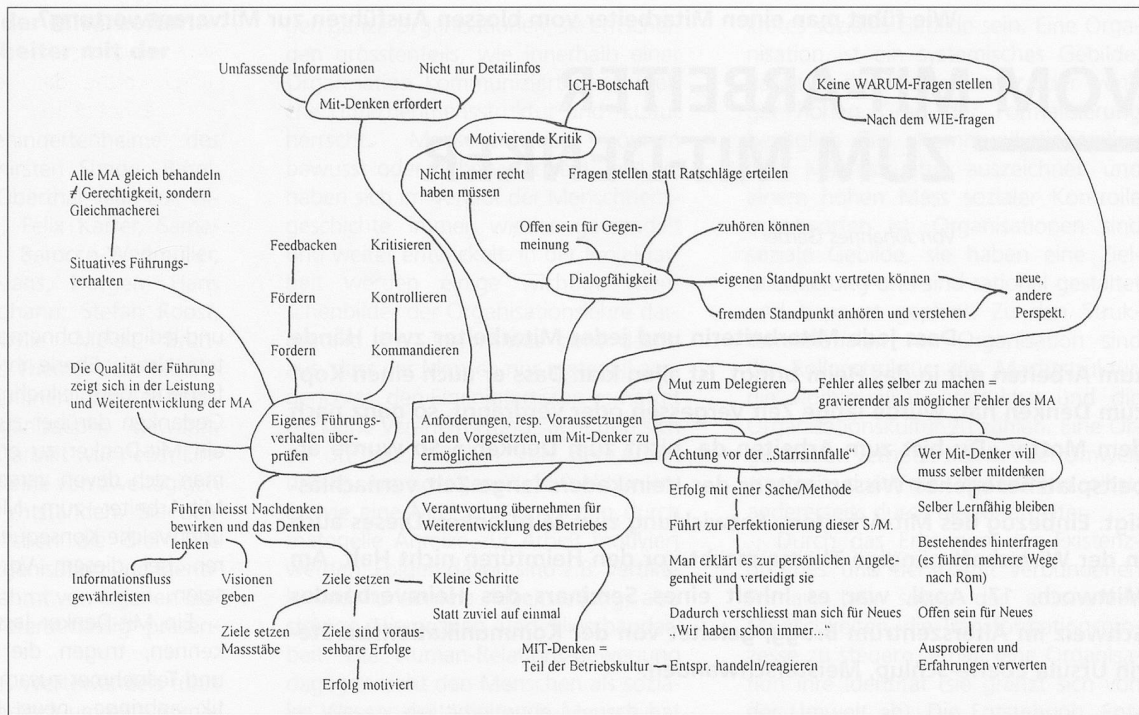 Umfassende Informationen
Nicht nur Detailinfos
Mit-Denken erfordert
ICH-Botschaft
Motivierende Kritik
Keine WARUM-Fragen stellen
Nach dem WIE-fragen
Alle MA gleich behandeln
≠ Gerechtigkeit, sondern
Gleichmacherei
Nicht immer recht
haben müssen
Fragen stellen statt Ratschläge erteilen
Offen sein für Gegen-
meinung
zuhören können
Feedbacken
Kritisieren
Situatives Führungs-
verhalten
Dialogfähigkeit
eigenen Standpunkt vertreten können
neue,
andere
Perspekt.
Fördern
Kontrollieren
fremden Standpunkt anhören und verstehen
Fordern
Kommandieren
Die Qualität der Führung
zeigt sich in der Leistung
und Weiterentwicklung der MA
Mut zum Delegieren
Fehler alles selber zu machen =
gravierender als möglicher Fehler des MA
Eigenes Führungs-
verhalten über-
prüfen
Anforderungen, resp. Voraussetzungen
an den Vorgesetzten, um Mit-Denker zu
ermöglichen
Achtung vor der „Starrsinnfalle“
Wer Mit-Denker will
muss selber mitdenken
Selber Lernfähig bleiben
Erfolg mit einer Sache/Methode
Führen heisst Nachdenken
bewirken und das Denken
lenken
Verantwortung übernehmen für
Weiterentwicklung des Betriebes
Führt zur Perfektionierung dieser S./M.
Bestehendes hinterfragen
(es führen mehrere Wege
nach Rom)
Man erklärt es zur persönlichen Angele-
genheit und verteidigt sie
Informationsfluss
gewährleisten
Visionen
geben
Ziele setzen
Kleine Schritte
Statt alles auf einmal
Dadurch verschliesst man sich für Neues
„Wir haben schon immer...“
Offen sein für Neues
Ausprobieren und
Erfahrungen verwerten
Ziele setzen
Massstäbe
Ziele sind voraus-
sehbare Erfolge
MIT-Denken =
Teil der Betriebskultur
Entspr. handeln/reagieren
Erfolg motiviert